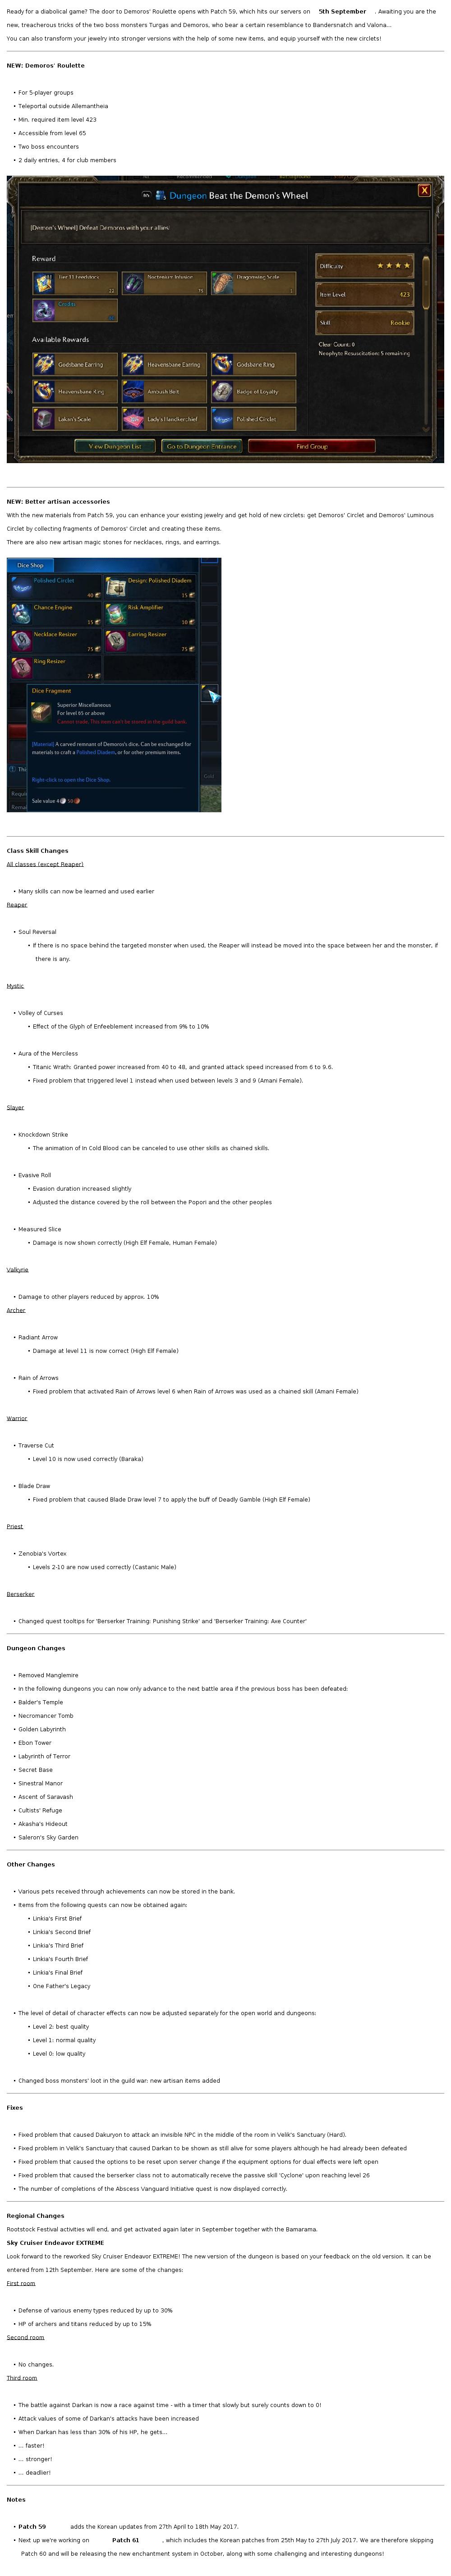 Ready for a diabolical game? The door to Demoros' Roulette opens with Patch 59, which hits our servers on 5th September . Awaiting you are the
new, treacherous tricks of the two boss monsters Turgas and Demoros, who bear a certain resemblance to Bandersnatch and Valona...
You can also transform your jewelry into stronger versions with the help of some new items, and equip yourself with the new circlets!
NEW: Demoros' Roulette
• For 5-player groups
• Teleport outside Allemantheia
• Min. required item level 423
• Accessible from level 65
• Two boss encounters
• 2 daily entries, 4 for club members
Dungeon Beat the Demon's Wheel
X
[Demon's Wheel] Defeat Demoros with your allies!
Reward
Tier 11 Feedstock
Noctenium Infusion
Dragonwing Scale
Credits
Available Rewards
Godsbane Earring
Heavensbane Earring
Godsbane Ring
Heavensbane Ring
Ambush Belt
Badge of Loyalty
Lakan's Scale
Lady's Handkerchief
Polished Circlet
Difficulty
Item Level 423
Skill Rookie
Clear Count: 0
Neophyte Resuscitation: 5 remaining
View Dungeon List
Go to Dungeon Entrance
Find Group
NEW: Better artisan accessories
With the new materials from Patch 59, you can enhance your existing jewelry and get hold of new circlets: get Demoros' Circlet and Demoros' Luminous
Circlet by collecting fragments of Demoros' Circlet and creating these items.
There are also new artisan magic stones for necklaces, rings, and earrings.
Dice Shop
Polished Circlet
40
Design: Polished Diadem
15
Chance Engine
15
Risk Amplifier
10
Necklace Resizer
75
Earring Resizer
75
Ring Resizer
75
Dice Fragment
Superior Miscellaneous
For level 65 or above
Cannot trade. This item can't be stored in the guild bank.
[Material] A carved remnant of Demoros's dice. Can be exchanged for
materials to craft a Polished Diadem, or for other premium items.
Right-click to open the Dice Shop.
Sale value 4 50
Class Skill Changes
All classes (except Reaper)
• Many skills can now be learned and used earlier
Reaper
• Soul Reversal
• If there is no space behind the targeted monster when used, the Reaper will instead be moved into the space between her and the monster, if
there is any.
Mystic
• Volley of Curses
• Effect of the Glyph of Enfeeblement increased from 9% to 10%
• Aura of the Merciless
• Titanic Wrath: Granted power increased from 40 to 48, and granted attack speed increased from 6 to 9.6.
• Fixed problem that triggered level 1 instead when used between levels 3 and 9 (Amani Female).
Slayer
• Knockdown Strike
• The animation of In Cold Blood can be canceled to use other skills as chained skills.
• Evasive Roll
• Evasion duration increased slightly
• Adjusted the distance covered by the roll between the Popori and the other peoples
• Measured Slice
• Damage is now shown correctly (High Elf Female, Human Female)
Valkyrie
• Damage to other players reduced by approx. 10%
Archer
• Radiant Arrow
• Damage at level 11 is now correct (High Elf Female)
• Rain of Arrows
• Fixed problem that activated Rain of Arrows level 6 when Rain of Arrows was used as a chained skill (Amani Female)
Warrior
• Traverse Cut
• Level 10 is now used correctly (Baraka)
• Blade Draw
• Fixed problem that caused Blade Draw level 7 to apply the buff of Deadly Gamble (High Elf Female)
Priest
• Zenobia's Vortex
• Levels 2-10 are now used correctly (Castanic Male)
Berserker
• Changed quest tooltips for 'Berserker Training: Punishing Strike' and 'Berserker Training: Axe Counter'
Dungeon Changes
• Removed Manglemire
• In the following dungeons you can now only advance to the next battle area if the previous boss has been defeated:
• Balder's Temple
• Necromancer Tomb
• Golden Labyrinth
• Ebon Tower
• Labyrinth of Terror
• Secret Base
• Sinestral Manor
• Ascent of Saravash
• Cultists' Refuge
• Akasha's Hideout
• Saleron's Sky Garden
Other Changes
• Various pets received through achievements can now be stored in the bank.
• Items from the following quests can now be obtained again:
• Linkia's First Brief
• Linkia's Second Brief
• Linkia's Third Brief
• Linkia's Fourth Brief
• Linkia's Final Brief
• One Father's Legacy
• The level of detail of character effects can now be adjusted separately for the open world and dungeons:
• Level 2: best quality
• Level 1: normal quality
• Level 0: low quality
• Changed boss monsters' loot in the guild war: new artisan items added
Fixes
• Fixed problem that caused Dakuryon to attack an invisible NPC in the middle of the room in Velik's Sanctuary (Hard).
• Fixed problem in Velik's Sanctuary that caused Darkan to be shown as still alive for some players although he had already been defeated
• Fixed problem that caused the options to be reset upon server change if the equipment options for dual effects were left open
• Fixed problem that caused the berserker class not to automatically receive the passive skill 'Cyclone' upon reaching level 26
• The number of completions of the Abscess Vanguard Initiative quest is now displayed correctly.
Regional Changes
Rootstock Festival activities will end, and get activated again later in September together with the Bamarama.
Sky Cruiser Endeavor EXTREME
Look forward to the reworked Sky Cruiser Endeavor EXTREME! The new version of the dungeon is based on your feedback on the old version. It can be
entered from 12th September. Here are some of the changes:
First room
• Defense of various enemy types reduced by up to 30%
• HP of archers and titans reduced by up to 15%
Second room
• No changes.
Third room
• The battle against Darkan is now a race against time - with a timer that slowly but surely counts down to 0!
• Attack values of some of Darkan's attacks have been increased
• When Darkan has less than 30% of his HP, he gets...
• ... faster!
• ... stronger!
• ... deadlier!
Notes
• Patch 59 adds the Korean updates from 27th April to 18th May 2017.
• Next up we're working on Patch 61 , which includes the Korean patches from 25th May to 27th July 2017. We are therefore skipping
Patch 60 and will be releasing the new enchantment system in October, along with some challenging and interesting dungeons!